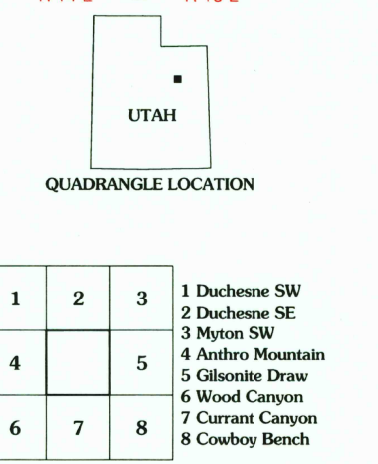 UTAH
QUADRANGLE LOCATION
1 2 3
4 5
6 7 8
1 Duchesne SW
2 Duchesne SE
3 Myton SW
4 Anthro Mountain
5 Gilsonite Draw
6 Wood Canyon
7 Currant Canyon
8 Cowboy Bench